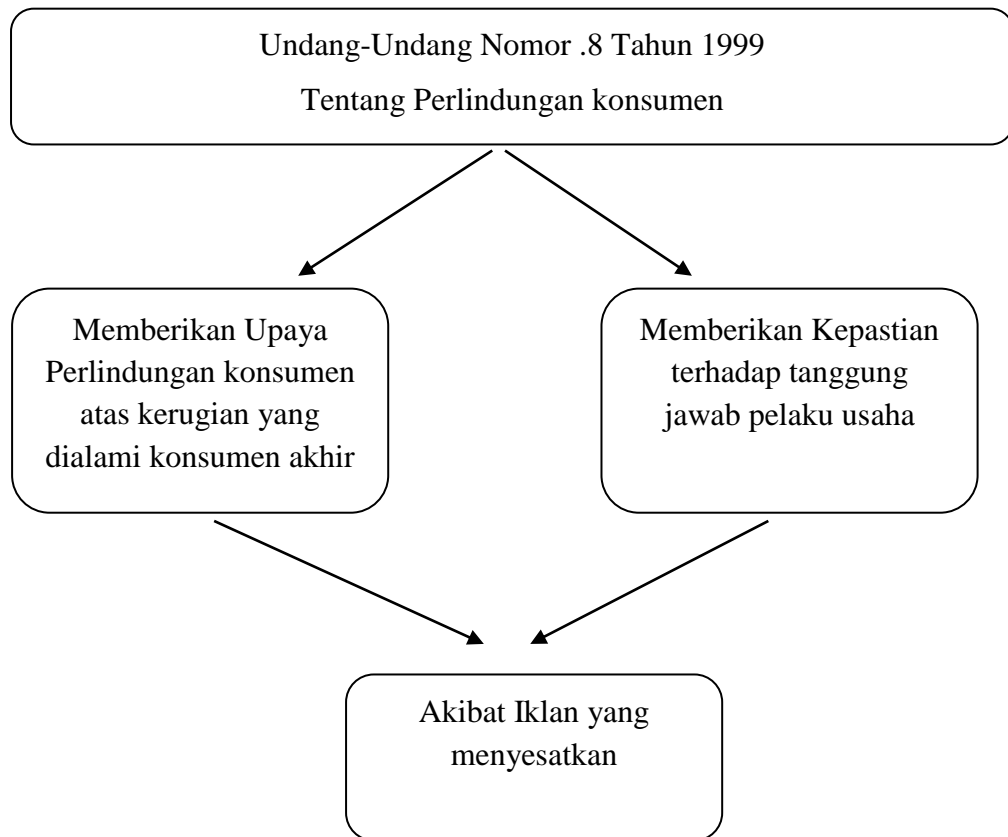 Undang-Undang Nomor .8 Tahun 1999
Tentang Perlindungan konsumen
Memberikan Upaya
Perlindungan konsumen
atas kerugian yang
dialami konsumen akhir
Memberikan Kepastian
terhadap tanggung
jawab pelaku usaha
Akibat Iklan yang
menyesatkan